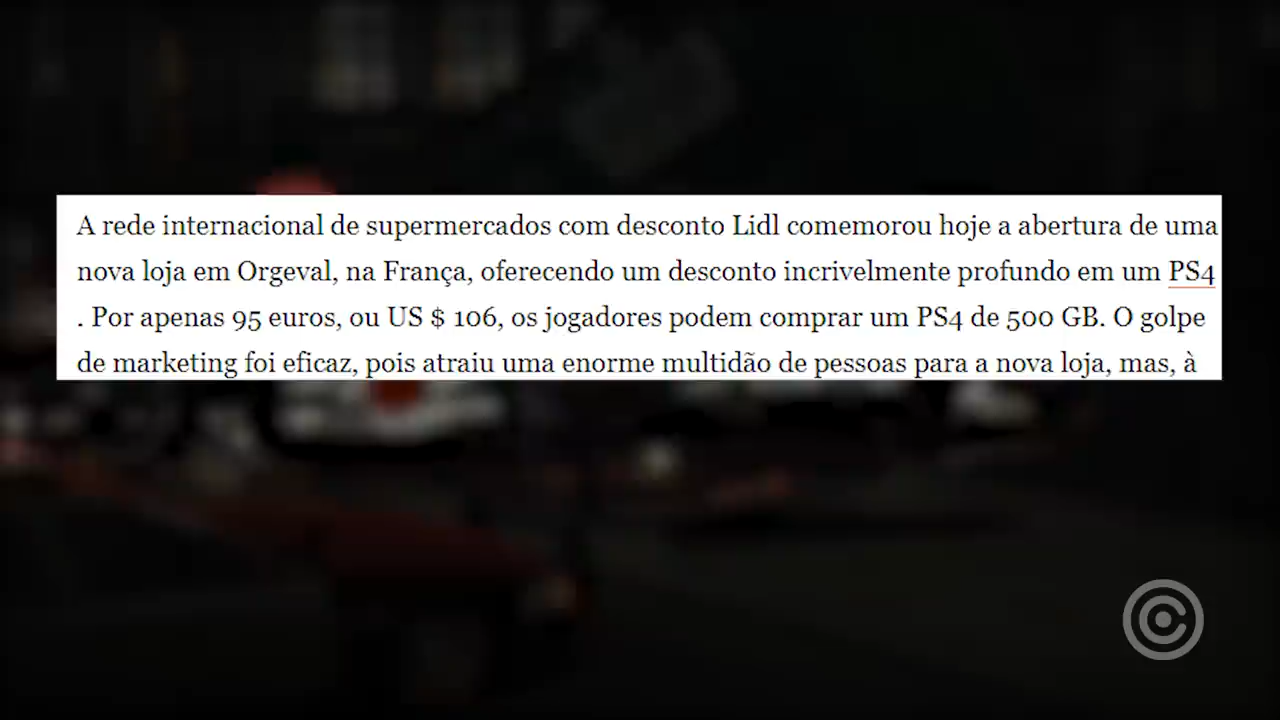 A rede internacional de supermercados com desconto Lidl comemorou hoje a abertura de uma
nova loja em Orgeval, na França, oferecendo um desconto incrivelmente profundo em um PS4
. Por apenas 95 euros, ou US $ 106, os jogadores podem comprar um PS4 de 500 GB. O golpe
de marketing foi eficaz, pois atraiu uma enorme multidão de pessoas para a nova loja, mas, à